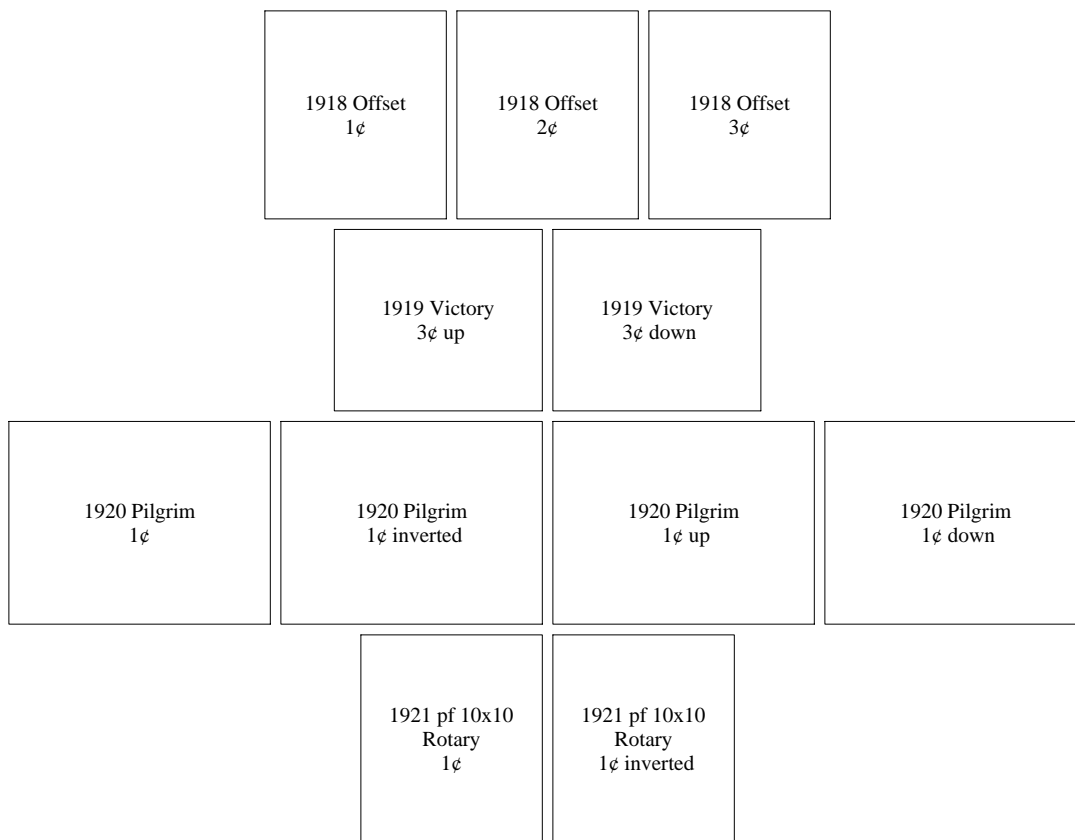 1918 Offset
1¢
1918 Offset
2¢
1918 Offset
3¢
1919 Victory
3¢ up
1919 Victory
3¢ down
1920 Pilgrim
1¢
1920 Pilgrim
1¢ inverted
1920 Pilgrim
1¢ up
1920 Pilgrim
1¢ down
1921 pf 10x10
Rotary
1¢
1921 pf 10x10
Rotary
1¢ inverted